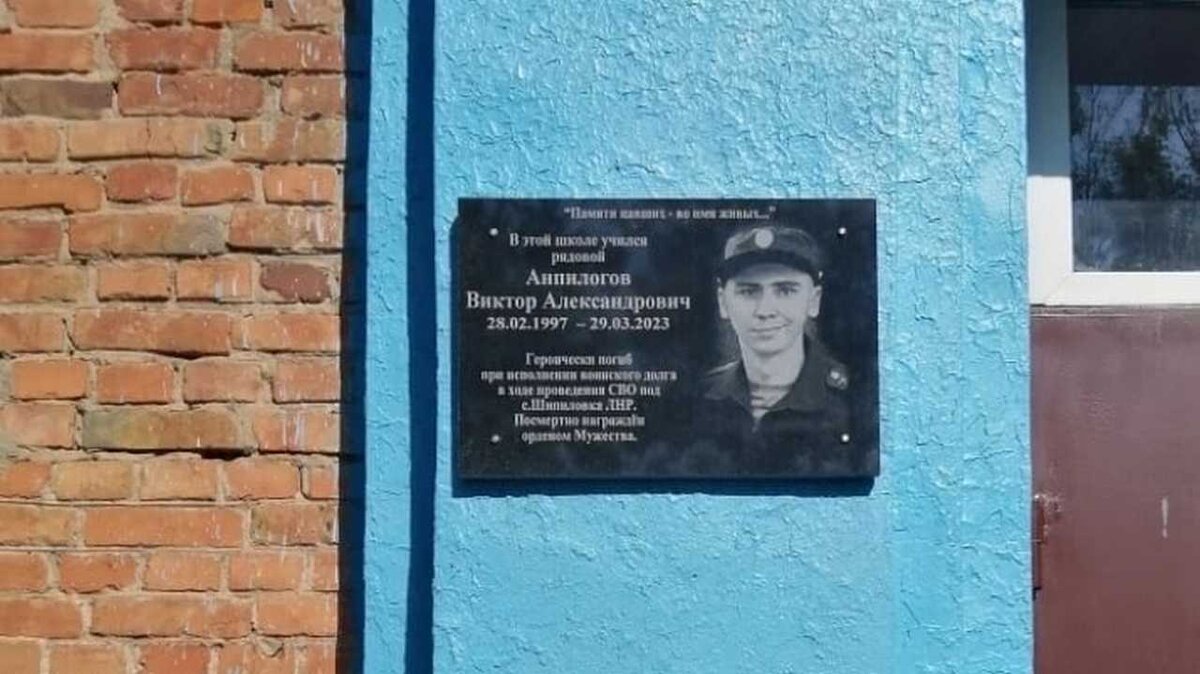 "Памяти павших - во имя живых..."
В этой школе учился
рядовой
Анпилогов
Виктор Александрович
28.02.1997 – 29.03.2023
Героически погиб
при исполнении воинского долга
в ходе проведения СВО под
с.Шипиловка ЛНР.
Посмертно награждён
орденом Мужества.